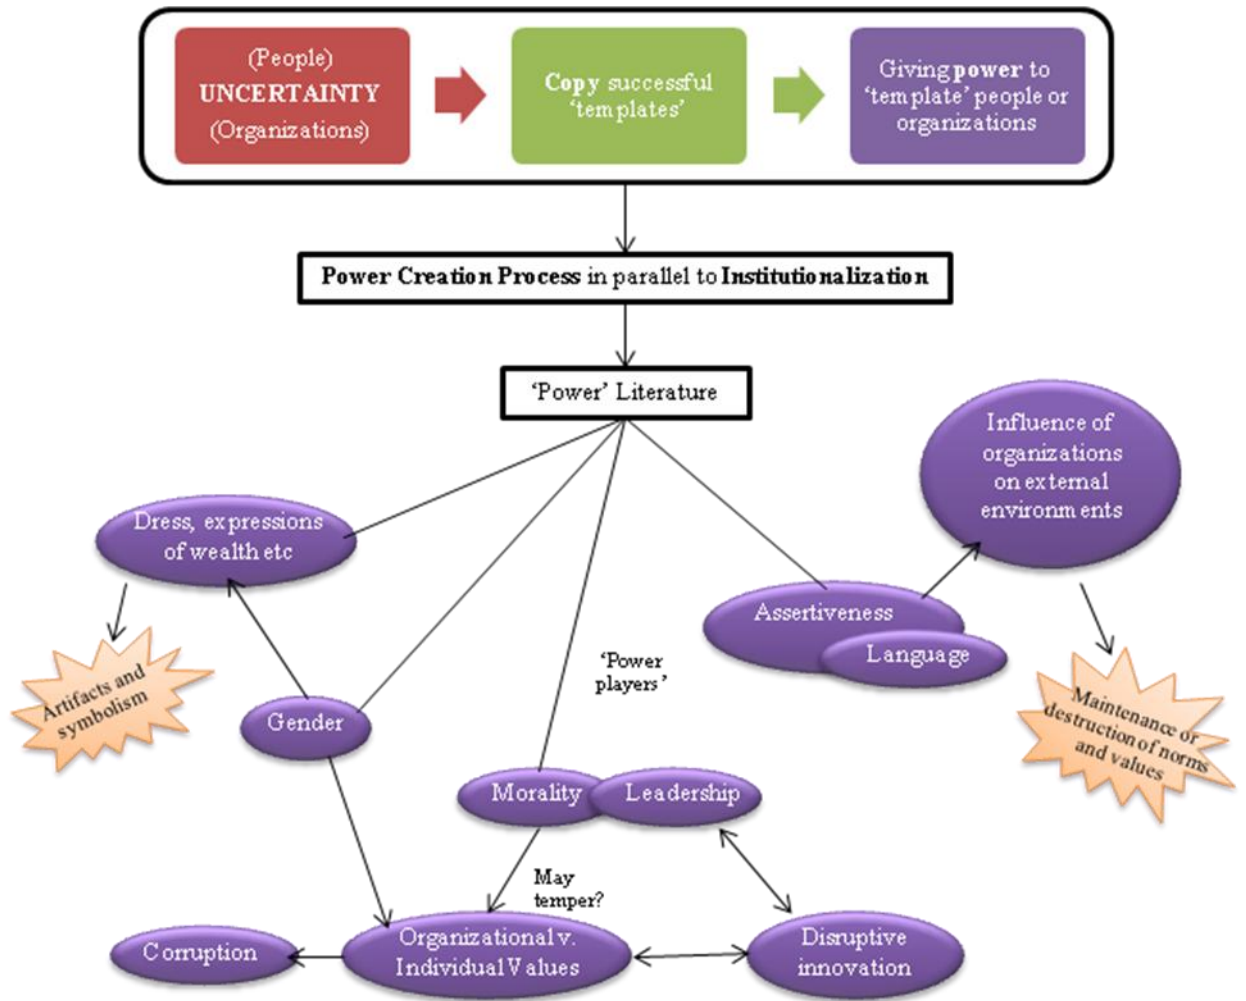 (People)
UNCERTAINTY
(Organizations)
Copy successful
'templates'
Giving power to
'template' people or
organizations
Power Creation Process in parallel to Institutionalization
'Power' Literature
Influence of
organizations
on external
environments
Dress, expressions
of wealth etc
Assertiveness
Language
'Power
players'
Artifacts and
symbolism
Gender
Maintenance or
destruction of norms
and values
Morality
Leadership
May
temper?
Corruption
Organizational v.
Individual Values
Disruptive
innovation